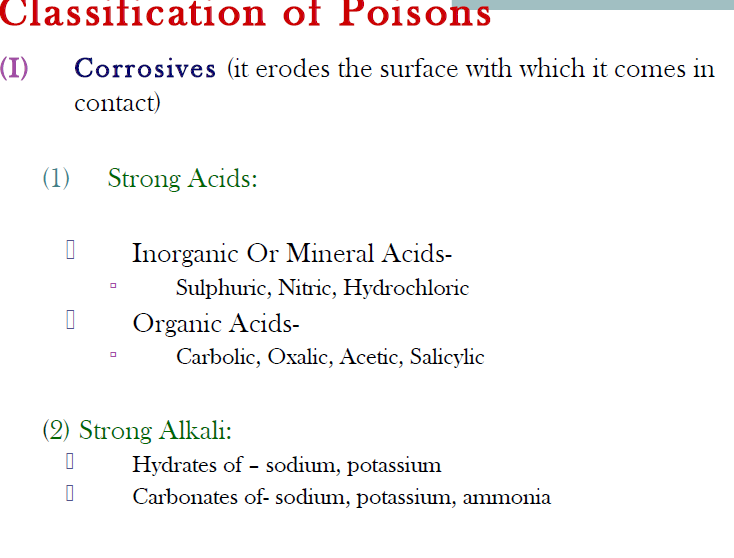 Classification of Poisons
(I) Corrosives (it erodes the surface with which it comes in
contact)
(1) Strong Acids:
Inorganic Or Mineral Acids-
Sulphuric, Nitric, Hydrochloric
Organic Acids-
Carbolic, Oxalic, Acetic, Salicylic
(2) Strong Alkali:
Hydrates of – sodium, potassium
Carbonates of- sodium, potassium, ammonia